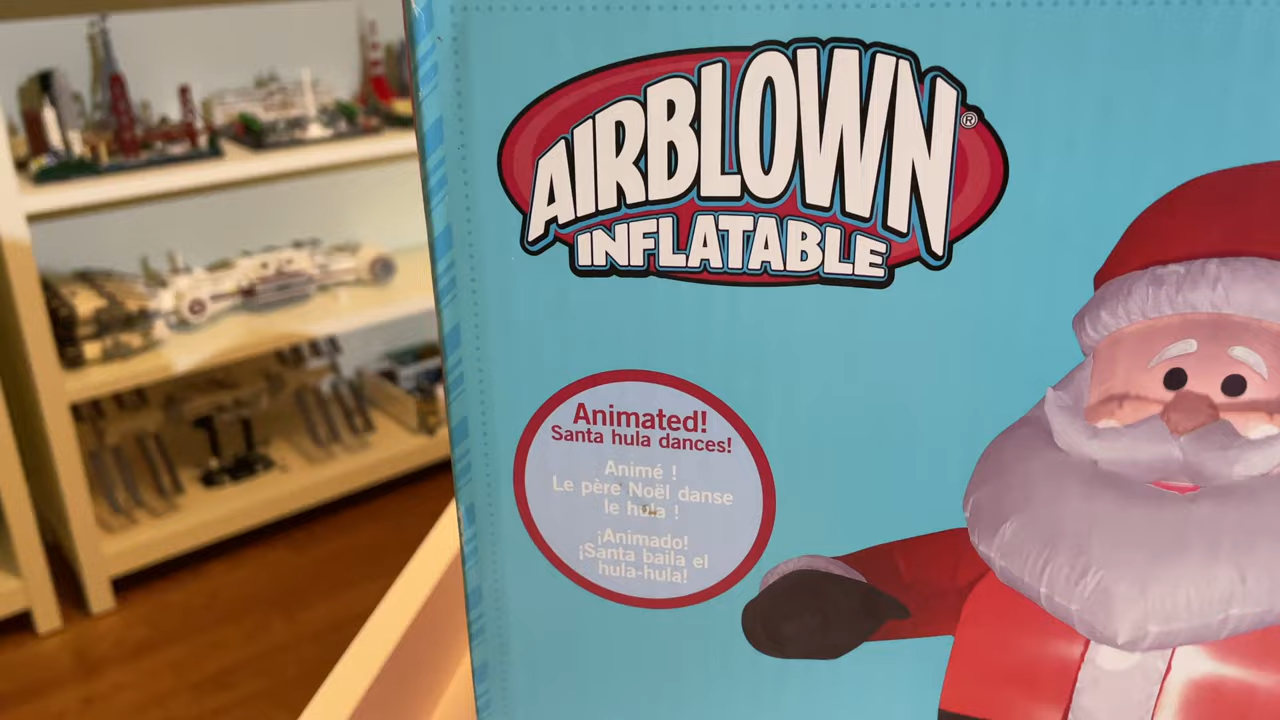 AIRBLOWN®
INFLATABLE
Animated!
Santa hula dances!
Animé !
Le père Noël danse
le hula !
¡Animado!
¡Santa baila el
hula-hula!